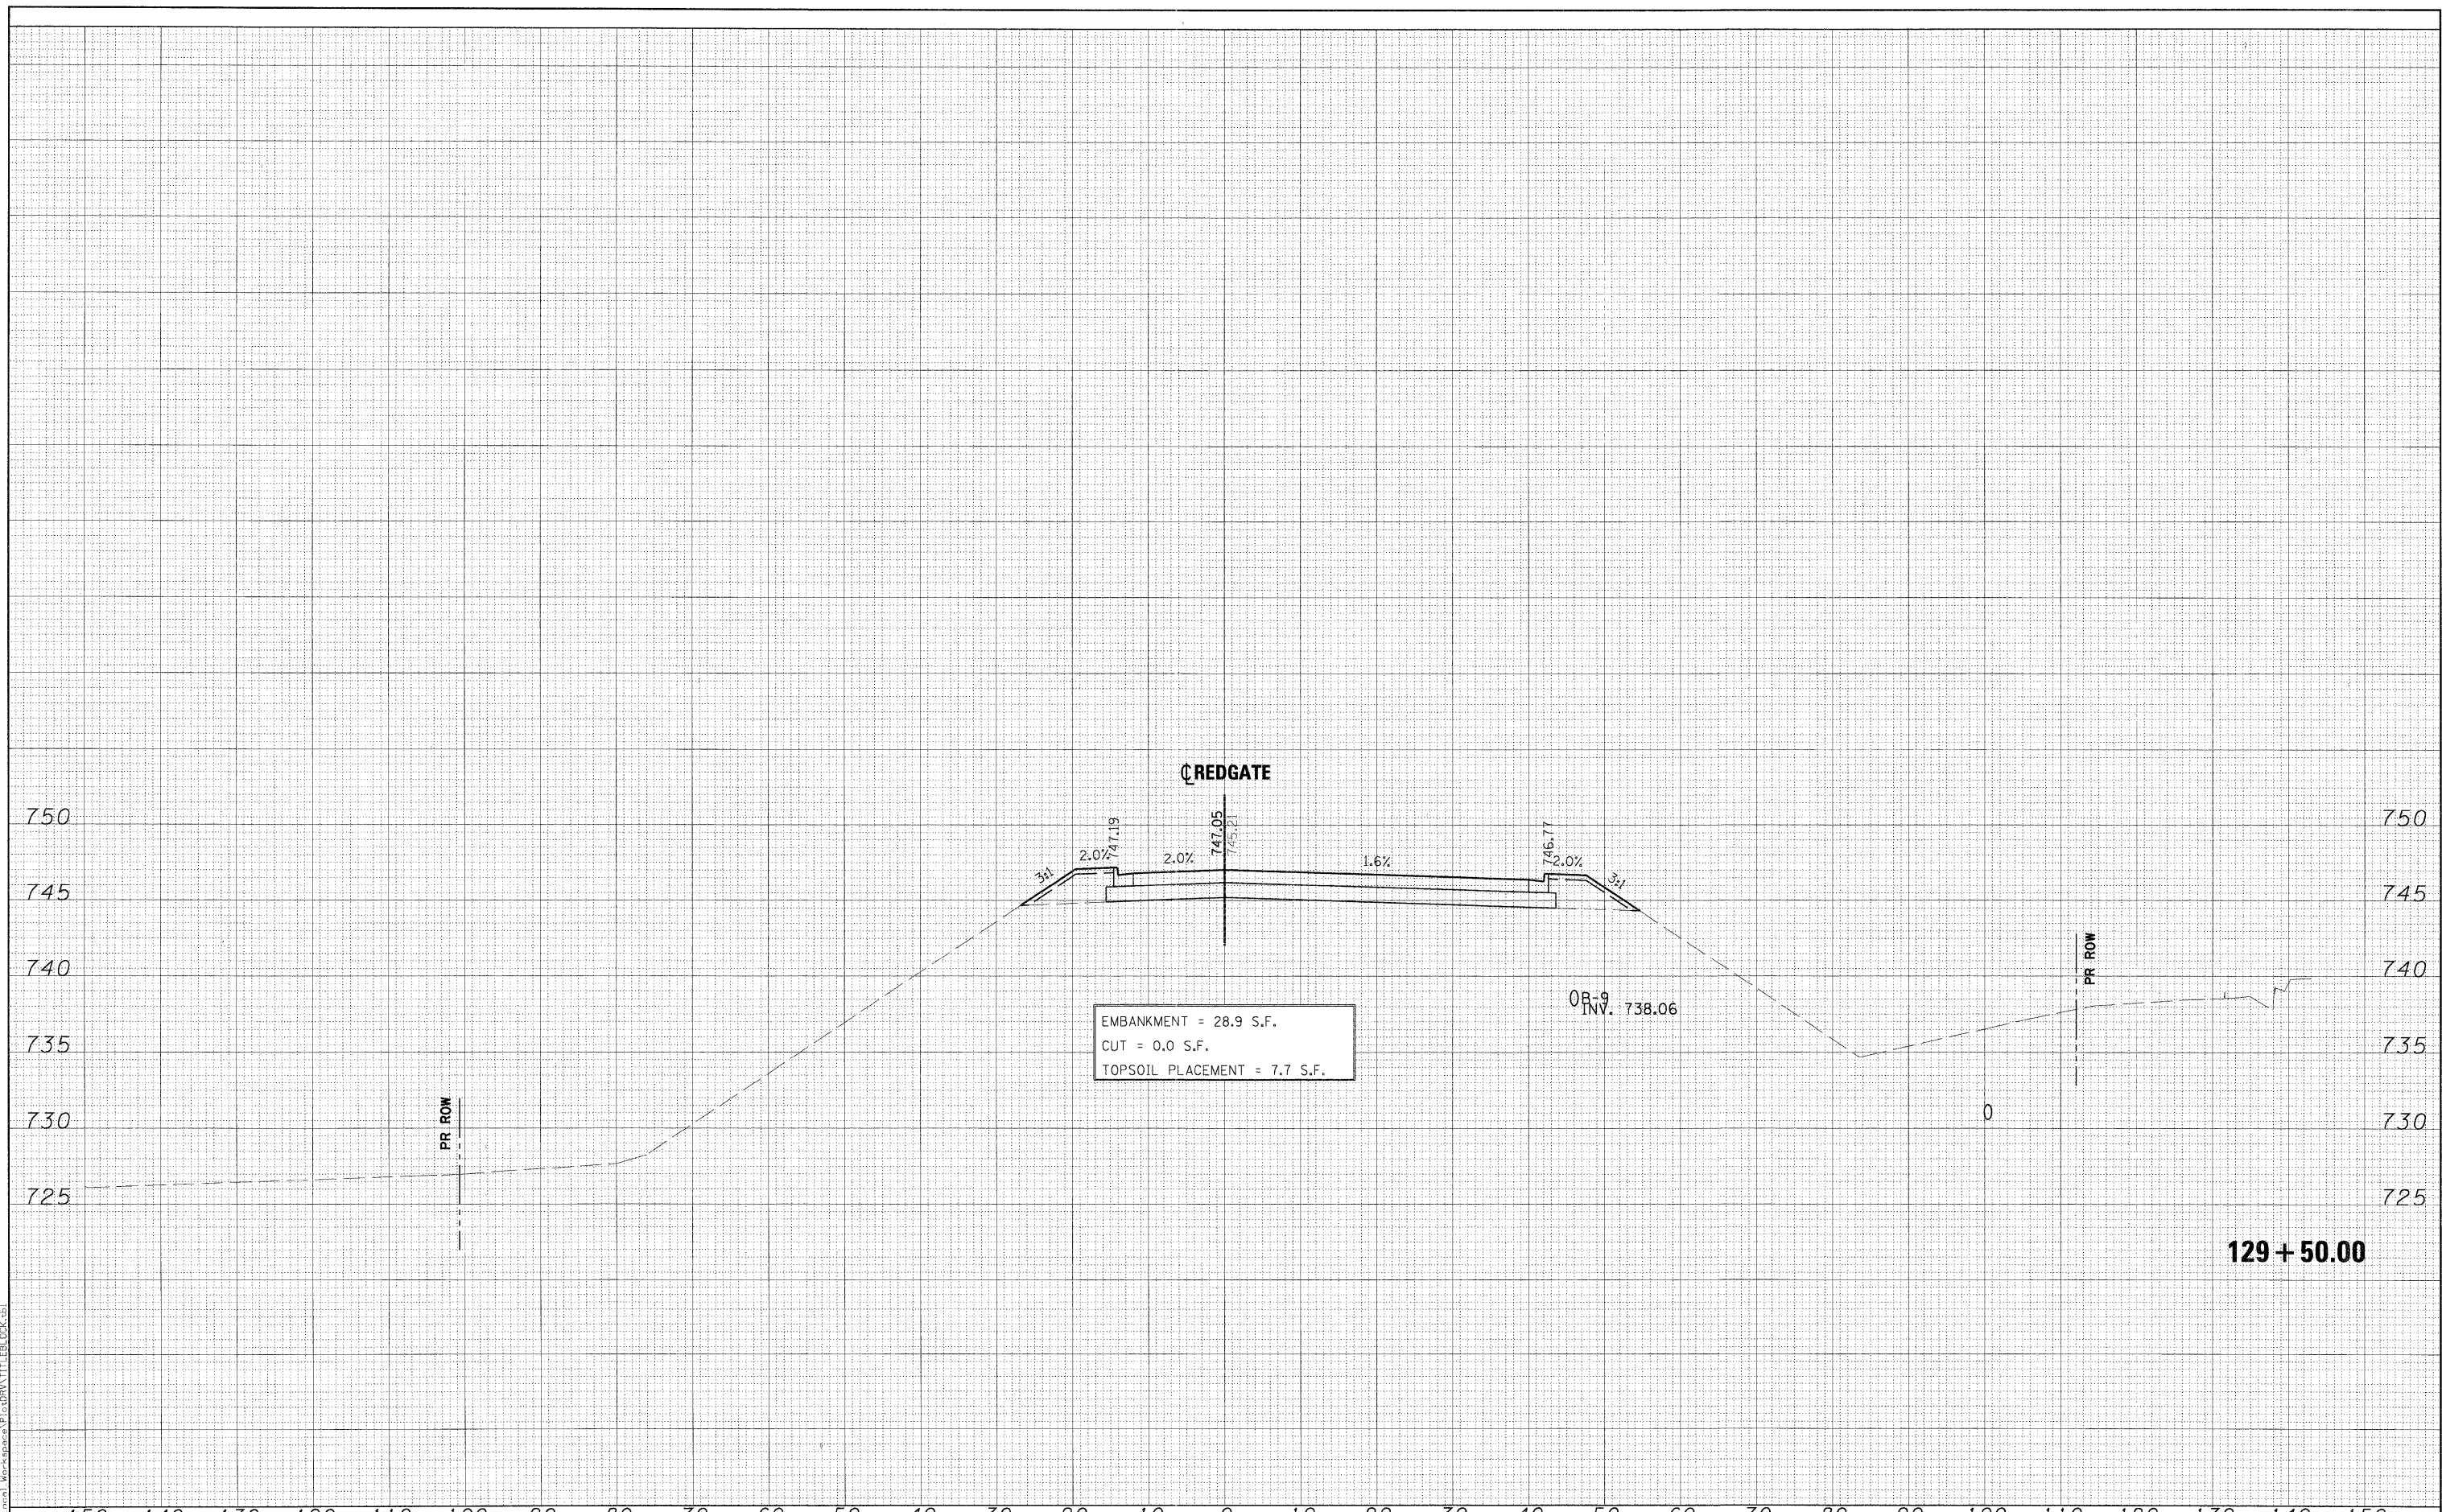 ℄ REDGATE
750
750
747.19
747.05
745.21
746.77
2.0%
2.0%
1.6%
2.0%
3:1
3:1
745
745
740
740
PR ROW
B-9
INV. 738.06
EMBANKMENT = 28.9 S.F.
CUT = 0.0 S.F.
TOPSOIL PLACEMENT = 7.7 S.F.
735
735
PR ROW
730
730
725
725
129+50.00